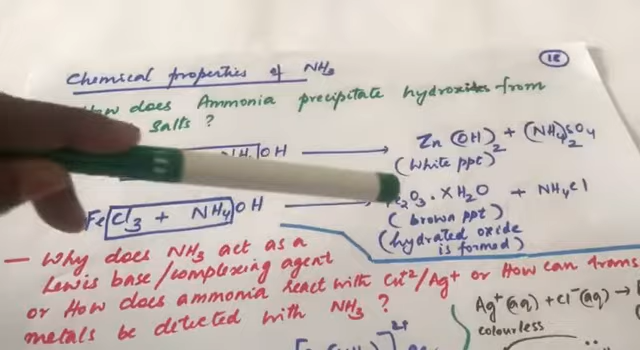 18
Chemical properties of NH3
How does Ammonia precipitate hydroxides from
Salts?
OH → Zn(OH)2 + (NH4)2SO4
(White ppt)
FeCl3 + NH4OH → Fe2O3.XH2O + NH4Cl
(brown ppt)
(hydrated oxide
is formed)
- Why does NH3 act as a
Lewis base/complexing agent
or How does ammonia react with Cu+2/Ag+ or How can trans
metals be detected with NH3?
Ag+(aq) + Cl-(aq) →
colourless
2+